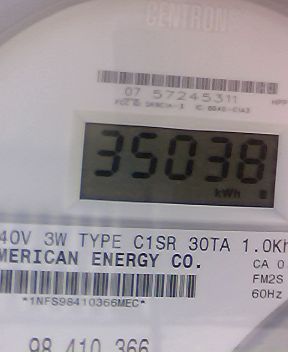 CENTRON
07 57245311
35038
kWh
40V 3W TYPE C1SR 30TA 1.0Kh
MERICAN ENERGY CO.
CA 0
FM2S
*1NFS98410366MEC*
60Hz
98 410 366